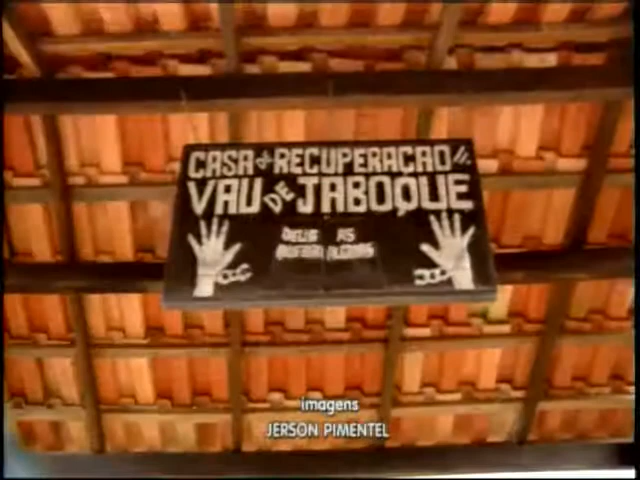 CASA de RECUPERAÇÃO
VAU DE JABOQUE
DEUS AS
imagens
JERSON PIMENTEL